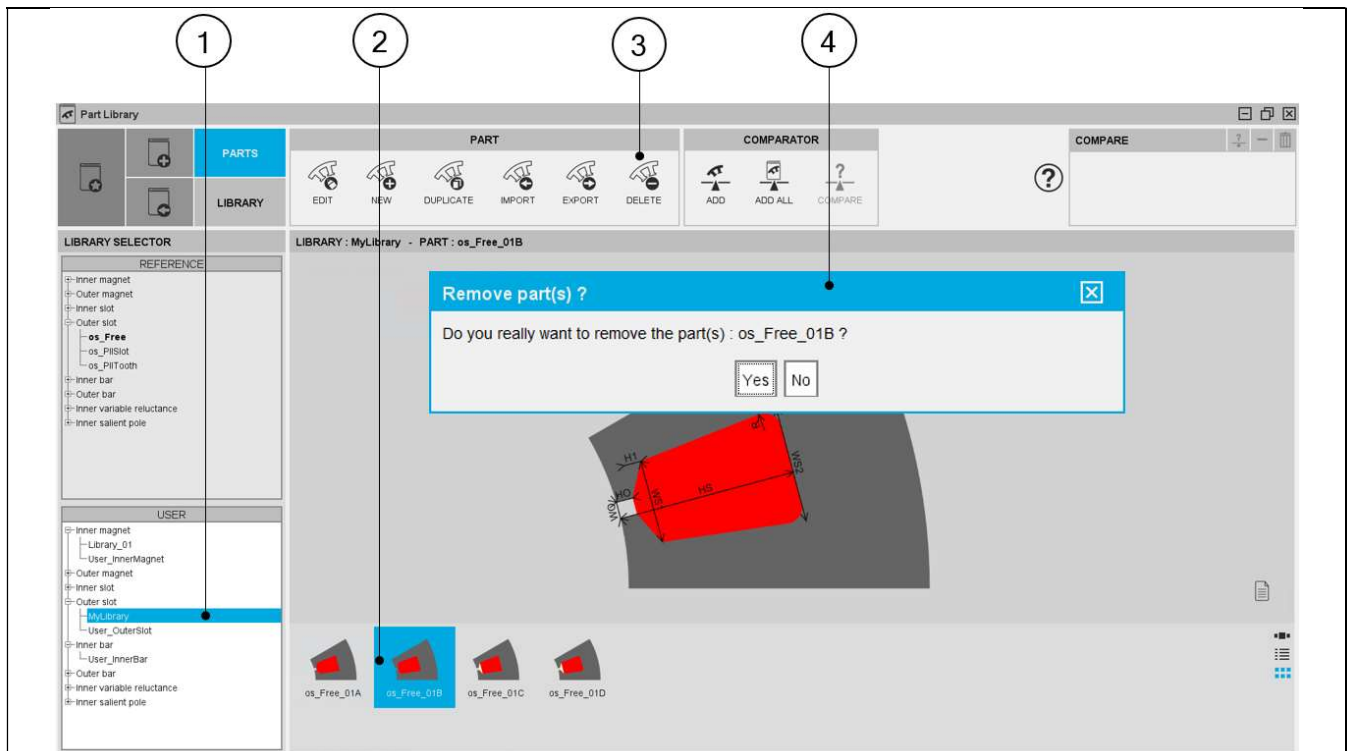 1
2
3
4
Part Library
PARTS
LIBRARY
PART
EDIT
NEW
DUPLICATE
IMPORT
EXPORT
DELETE
COMPARATOR
ADD
ADD ALL
?
COMPARE
?
COMPARE
?
LIBRARY SELECTOR
REFERENCE
Inner magnet
Outer magnet
Inner slot
Outer slot
os_Free
os_PllSlot
os_PllTooth
Inner bar
Outer bar
Inner variable reluctance
Inner salient pole
USER
Inner magnet
Library_01
User_InnerMagnet
Outer magnet
Inner slot
Outer slot
MyLibrary
User_OuterSlot
Inner bar
User_InnerBar
Outer bar
Inner variable reluctance
Inner salient pole
LIBRARY : MyLibrary - PART : os_Free_01B
Remove part(s) ?
Do you really want to remove the part(s) : os_Free_01B ?
Yes No
H1
HO
WO
WS1
HS
WS2
R
os_Free_01A
os_Free_01B
os_Free_01C
os_Free_01D